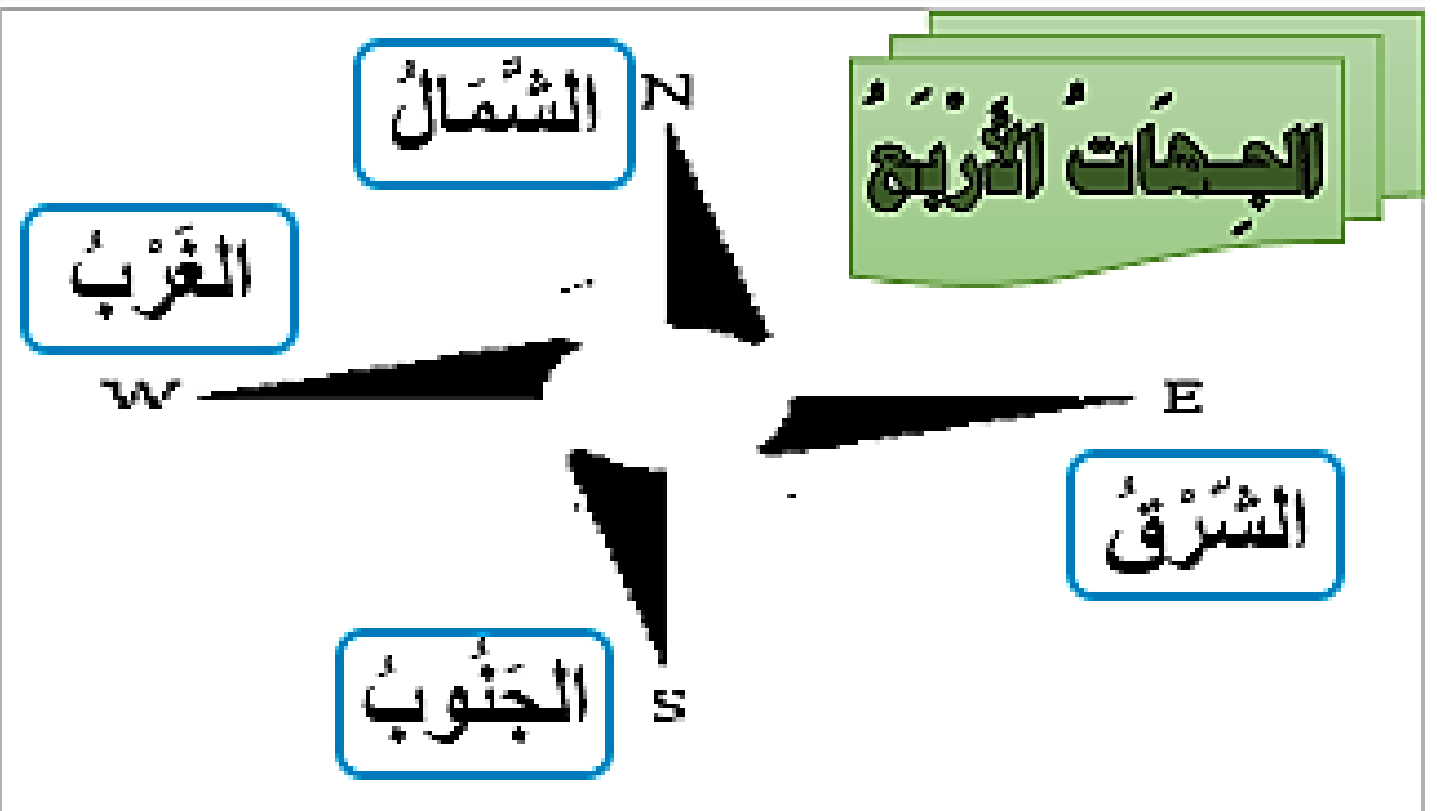 الجِهَاتُ الأَرْبَعُ
الشَّمَالُ
N
الغَرْبُ
W
E
الشَّرْقُ
الجَنُوبُ
S